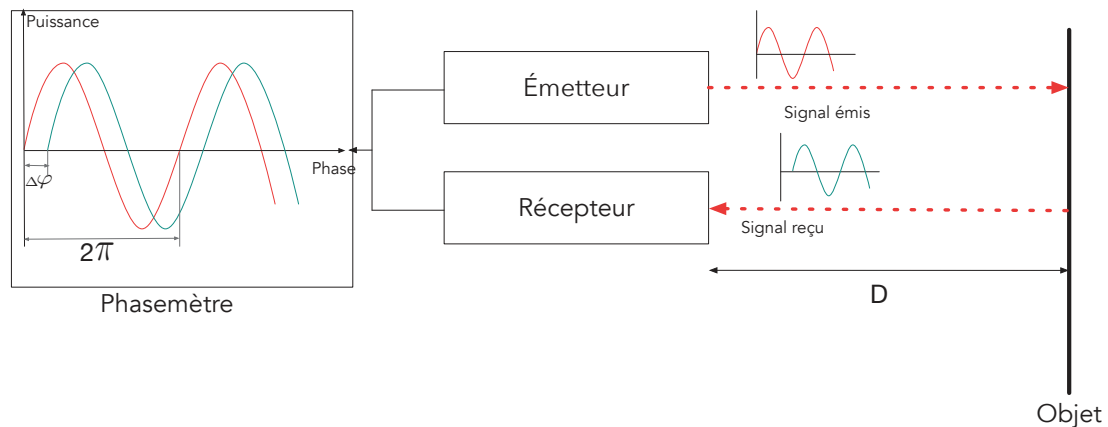 Puissance
Phase
Δφ
2π
Phasemètre
Émetteur
Récepteur
Signal émis
Signal reçu
D
Objet